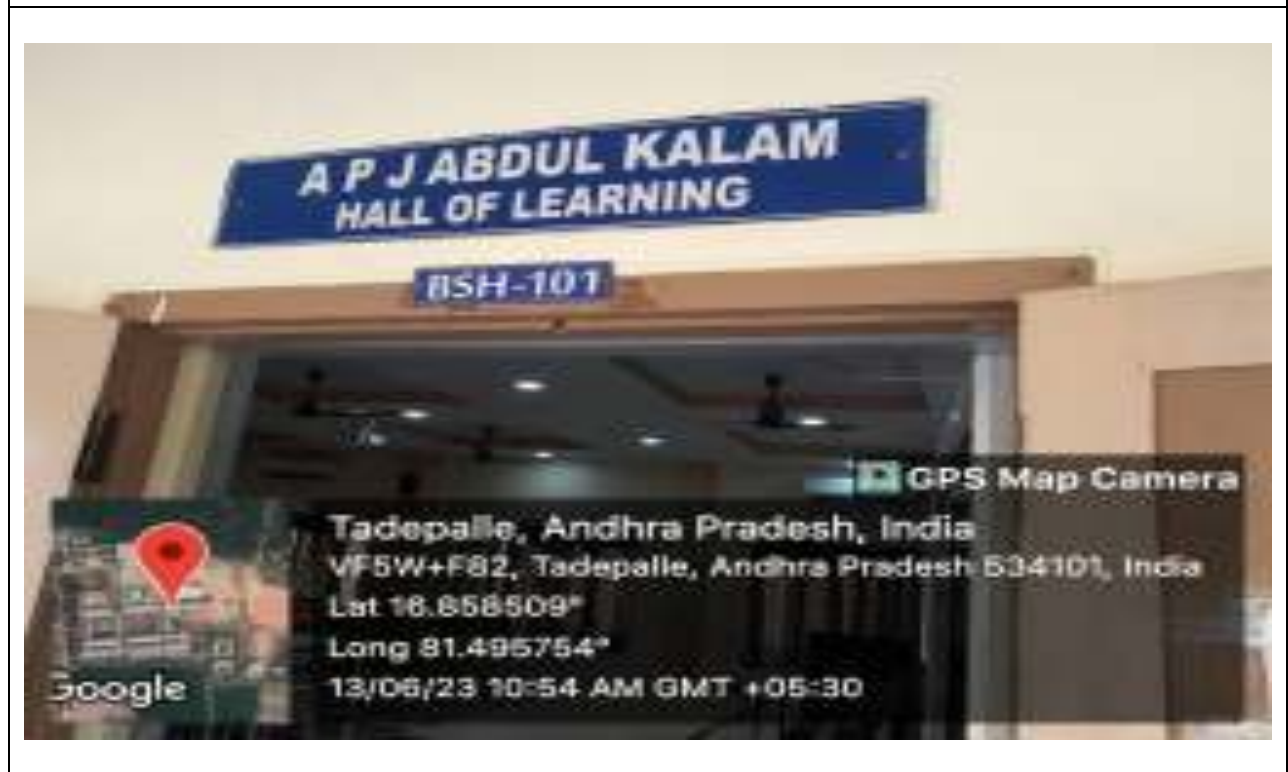 A P J ABDUL KALAM
HALL OF LEARNING
BSH-101
GPS Map Camera
Tadepalle, Andhra Pradesh, India
VF5W+F82, Tadepalle, Andhra Pradesh 534101, India
Lat 16.858509°
Long 81.495754°
13/06/23 10:54 AM GMT +05:30
Google